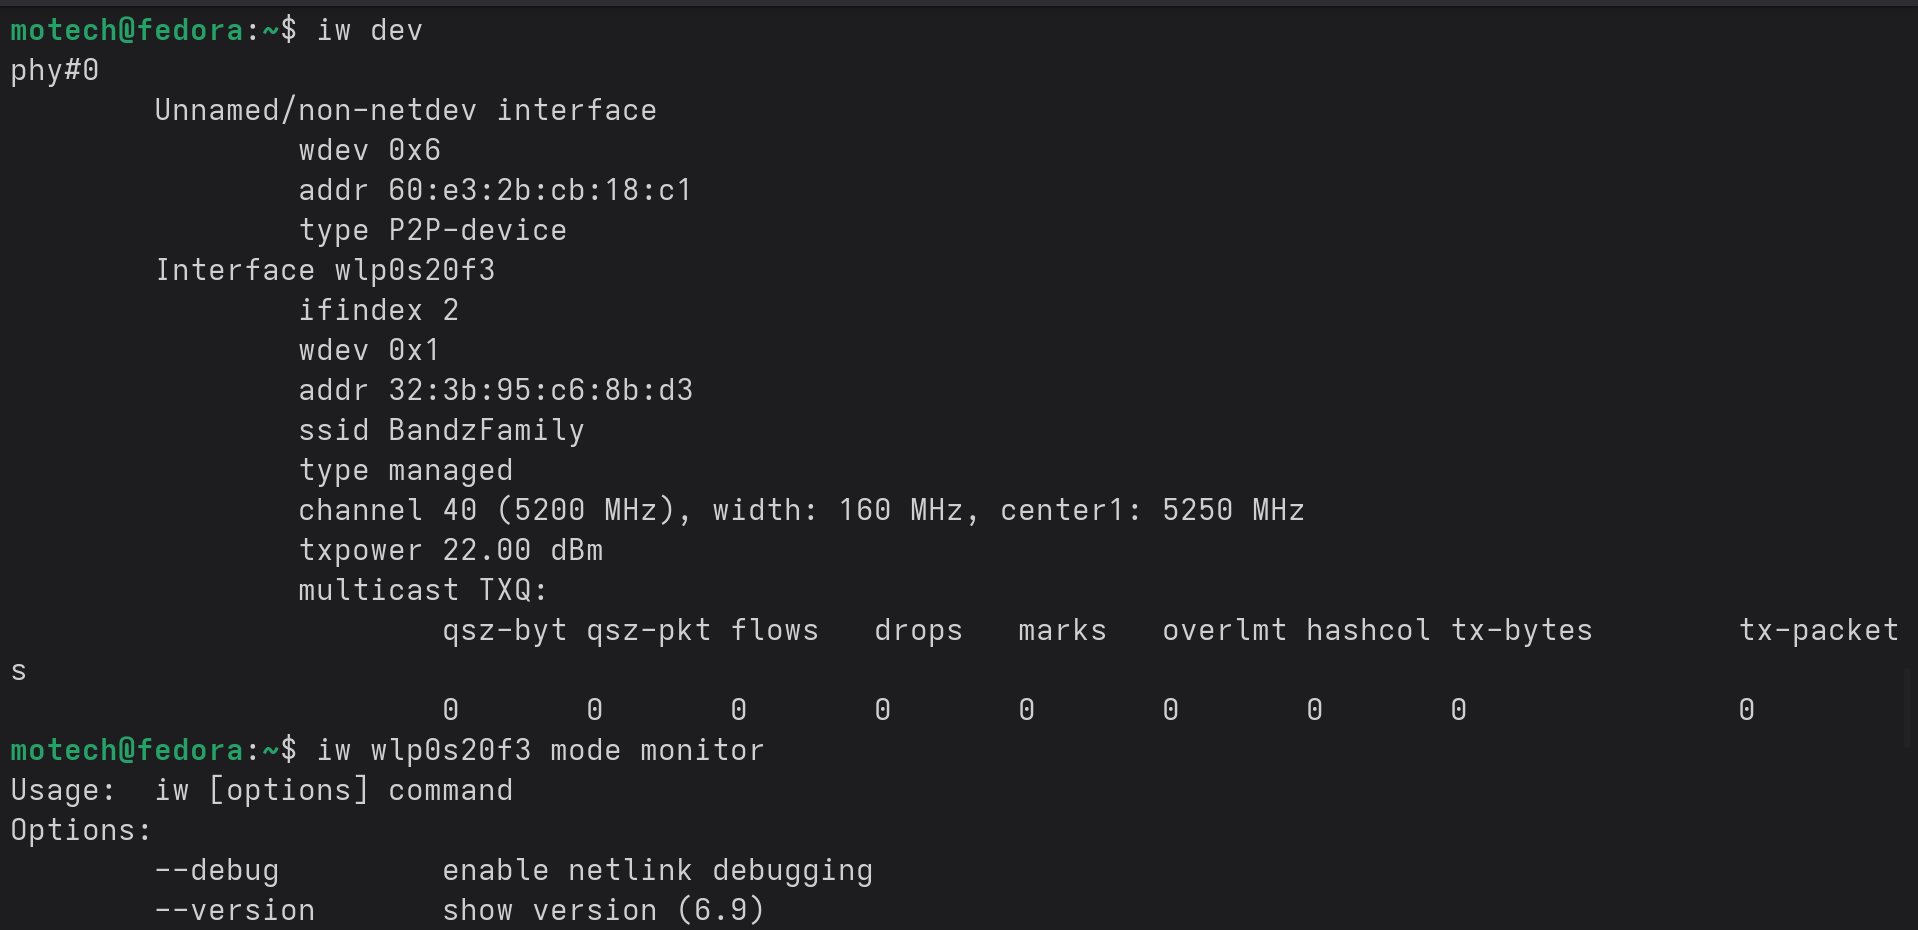 motech@fedora:~$ iw dev
phy#0
        Unnamed/non-netdev interface
                wdev 0x6
                addr 60:e3:2b:cb:18:c1
                type P2P-device
        Interface wlp0s20f3
                ifindex 2
                wdev 0x1
                addr 32:3b:95:c6:8b:d3
                ssid BandzFamily
                type managed
                channel 40 (5200 MHz), width: 160 MHz, center1: 5250 MHz
                txpower 22.00 dBm
                multicast TXQ:
                        qsz-byt qsz-pkt flows   drops   marks   overlmt hashcol tx-bytes        tx-packet
s
                        0       0       0       0       0       0       0       0               0
motech@fedora:~$ iw wlp0s20f3 mode monitor
Usage:  iw [options] command
Options:
        --debug         enable netlink debugging
        --version       show version (6.9)